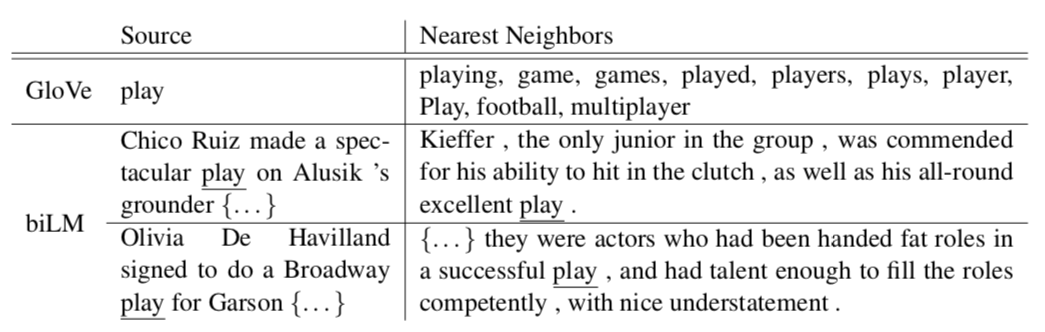 Source Nearest Neighbors
GloVe play playing, game, games, played, players, plays, player,
Play, football, multiplayer
biLM
Chico Ruiz made a spec-
tacular play on Alusik 's
grounder {...}
Kieffer , the only junior in the group , was commended
for his ability to hit in the clutch , as well as his all-round
excellent play .
Olivia De Havilland
signed to do a Broadway
play for Garson {...}
{...} they were actors who had been handed fat roles in
a successful play , and had talent enough to fill the roles
competently , with nice understatement .